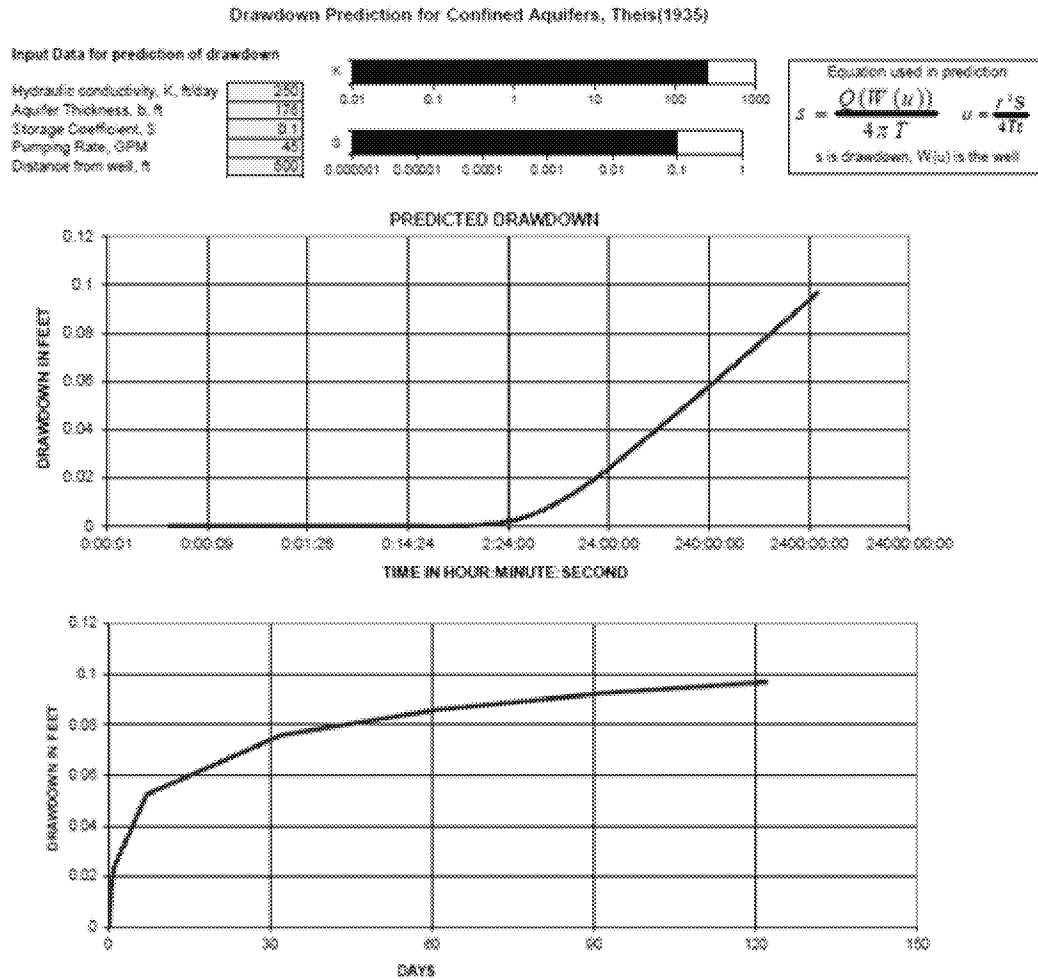 Drawdown Prediction for Confined Aquifers, Theis(1935)
Input Data for prediction of drawdown
Hydraulic conductivity, K, ft/day 250
Aquifer Thickness, b, ft
Storage Coefficient, S 0.1
Pumping Rate, GPM 45
Distance from well, ft
K
0.01 0.1 1 10 100 1000
S
0.000001 0.00001 0.0001 0.001 0.01 0.1 1
Equation used in prediction
s = Q(W(u)) / 4πT u = r²S / 4Tt
s is drawdown, W(u) is the well
PREDICTED DRAWDOWN
DRAWDOWN IN FEET
0.12
0.1
0.08
0.06
0.04
0.02
0
0:00:01 0:00:09 0:01:26 0:14:24 2:24:00 24:00:00 240:00:00 2400:00:00 24000:00:00
TIME IN HOUR:MINUTE:SECOND
DRAWDOWN IN FEET
0.12
0.1
0.08
0.06
0.04
0.02
0
0 30 60 90 120 150
DAYS